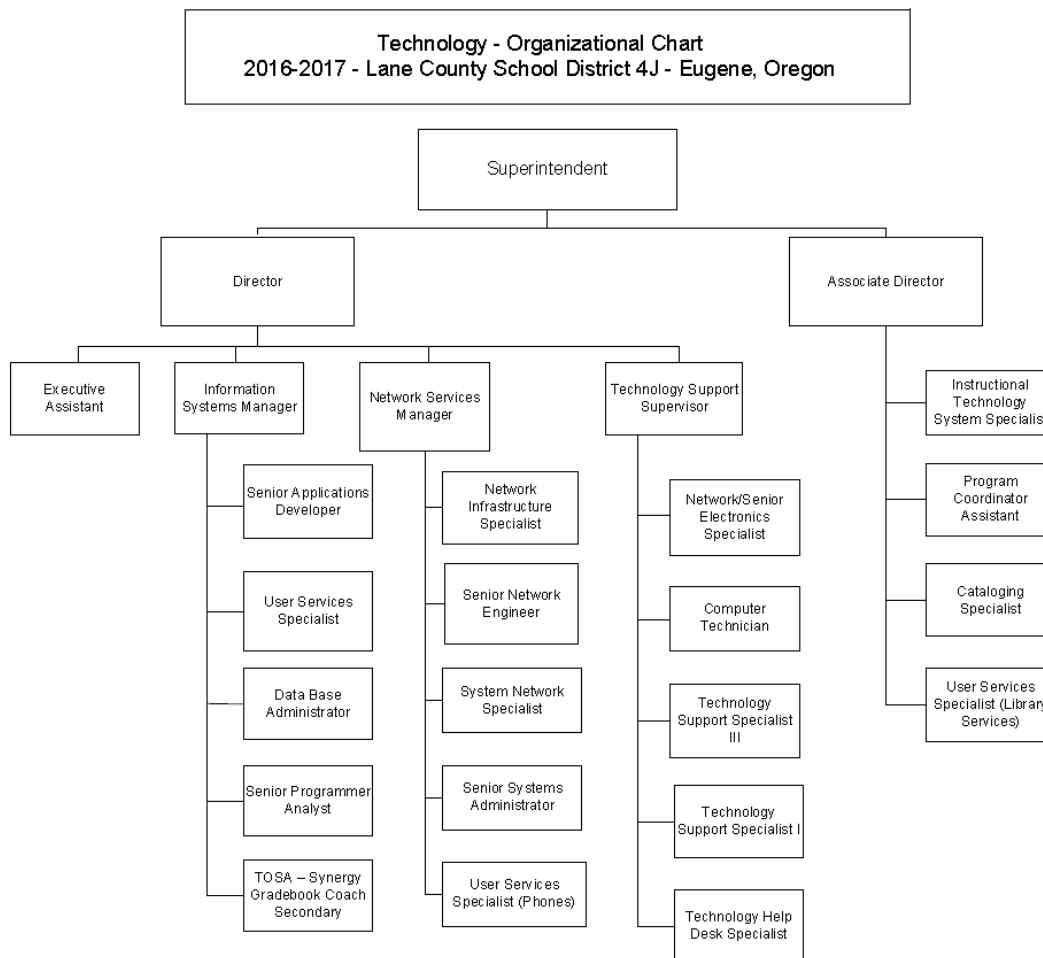 Technology - Organizational Chart
2016-2017 - Lane County School District 4J - Eugene, Oregon
Superintendent
Director
Associate Director
Executive
Assistant
Information
Systems Manager
Network Services
Manager
Technology Support
Supervisor
Instructional
Technology
System Specialist
Senior Applications
Developer
Network
Infrastructure
Specialist
Network/Senior
Electronics
Specialist
Program
Coordinator
Assistant
User Services
Specialist
Senior Network
Engineer
Computer
Technician
Cataloging
Specialist
Data Base
Administrator
System Network
Specialist
Technology
Support Specialist
III
User Services
Specialist (Library
Services)
Senior Programmer
Analyst
Senior Systems
Administrator
Technology
Support Specialist I
TOSA – Synergy
Gradebook Coach
Secondary
User Services
Specialist (Phones)
Technology Help
Desk Specialist